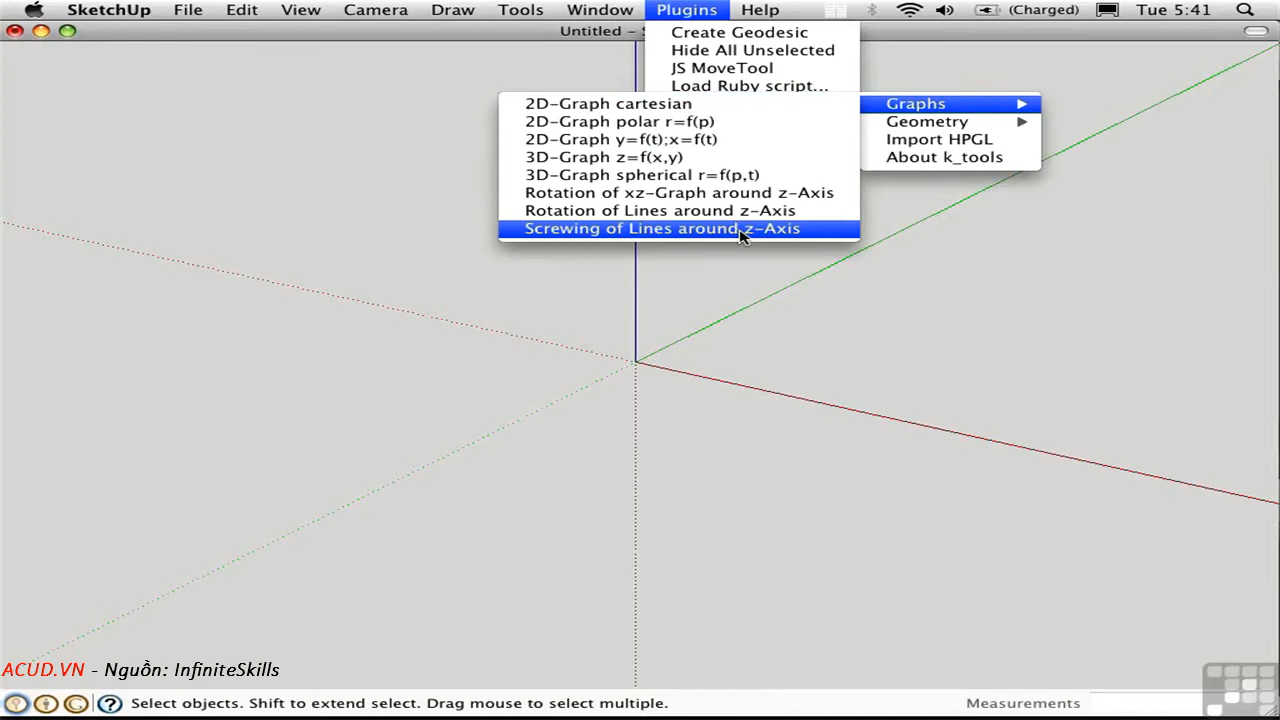 SketchUp File Edit View Camera Draw Tools Window Plugins Help (Charged) Tue 5:41
Untitled - S
Create Geodesic
Hide All Unselected
JS MoveTool
Load Ruby script...
2D-Graph cartesian
2D-Graph polar r=f(p)
2D-Graph y=f(t);x=f(t)
3D-Graph z=f(x,y)
3D-Graph spherical r=f(p,t)
Rotation of xz-Graph around z-Axis
Rotation of Lines around z-Axis
Screwing of Lines around z-Axis
Graphs
Geometry
Import HPGL
About k_tools
ACUD.VN - Nguồn: InfiniteSkills
Select objects. Shift to extend select. Drag mouse to select multiple. Measurements